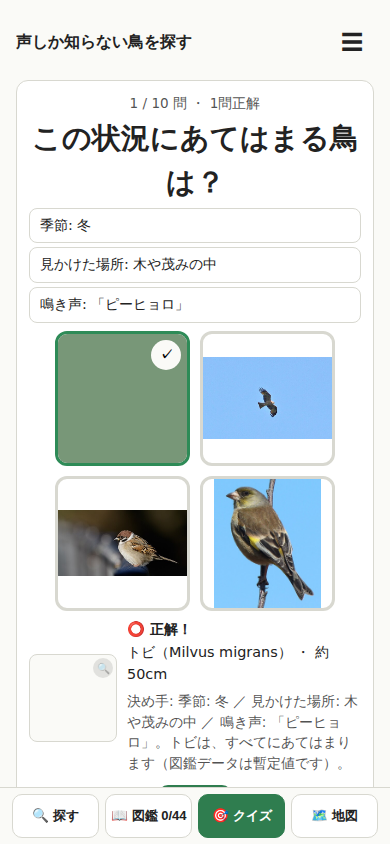 声しか知らない鳥を探す
☰
1 / 10 問 ・ 1問正解
この状況にあてはまる鳥
は？
季節: 冬
見かけた場所: 木や茂みの中
鳴き声: 「ピーヒョロ」
✓
⭕ 正解！
トビ（Milvus migrans） ・ 約
50cm
決め手: 季節: 冬 ／ 見かけた場所: 木
や茂みの中 ／ 鳴き声: 「ピーヒョ
ロ」。トビは、すべてにあてはまり
ます（図鑑データは暫定値です）。
🔍 探す
📖 図鑑 0/44
🎯 クイズ
🗺️ 地図